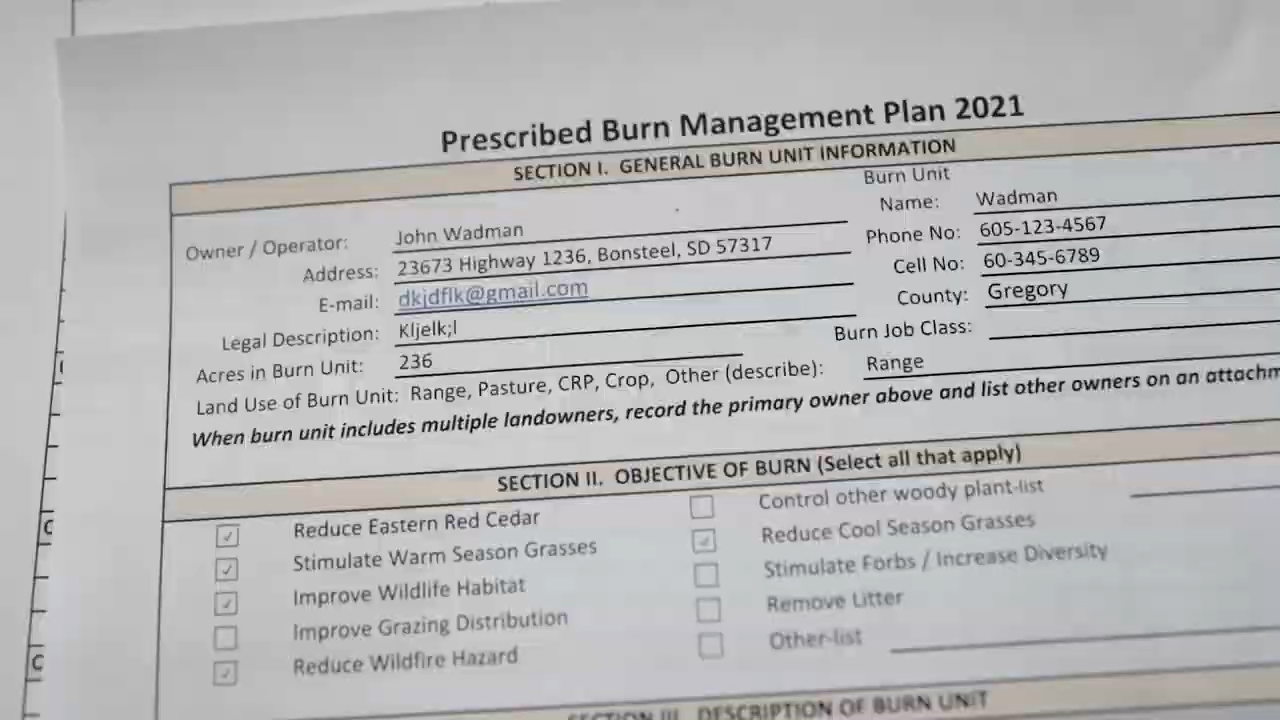 Prescribed Burn Management Plan 2021
SECTION I. GENERAL BURN UNIT INFORMATION
Burn Unit
Owner / Operator: John Wadman Name: Wadman
Address: 23673 Highway 1236, Bonsteel, SD 57317 Phone No: 605-123-4567
E-mail: dkjdflk@gmail.com Cell No: 60-345-6789
Legal Description: Kljelk;l County: Gregory
Acres in Burn Unit: 236 Burn Job Class:
Land Use of Burn Unit: Range, Pasture, CRP, Crop, Other (describe): Range
When burn unit includes multiple landowners, record the primary owner above and list other owners on an attachm
SECTION II. OBJECTIVE OF BURN (Select all that apply)
Reduce Eastern Red Cedar Control other woody plant-list
Stimulate Warm Season Grasses Reduce Cool Season Grasses
Improve Wildlife Habitat Stimulate Forbs / Increase Diversity
Improve Grazing Distribution Remove Litter
Reduce Wildfire Hazard Other-list
SECTION III. DESCRIPTION OF BURN UNIT